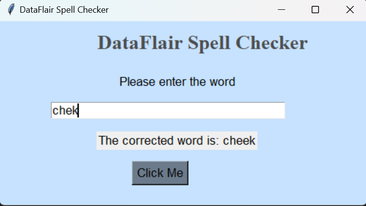 DataFlair Spell Checker
DataFlair Spell Checker
Please enter the word
chek
The corrected word is: cheek
Click Me